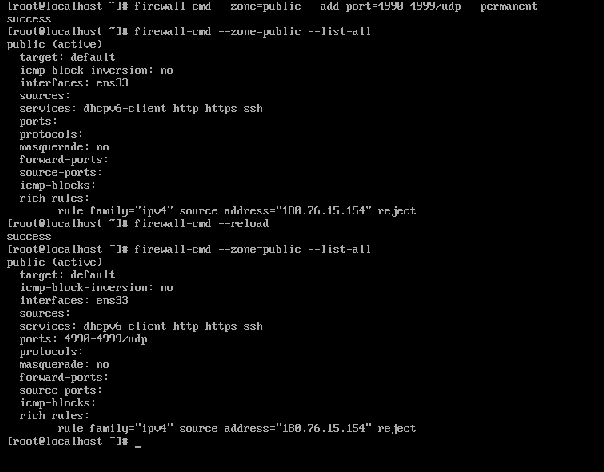 [root@localhost ~]# firewall-cmd --zone=public --add-port=4990-4999/udp --permanent
success
[root@localhost ~]# firewall-cmd --zone=public --list-all
public (active)
target: default
icmp-block-inversion: no
interfaces: ens33
sources:
services: dhcpv6-client http https ssh
ports:
protocols:
masquerade: no
forward-ports:
source-ports:
icmp-blocks:
rich rules:
rule family="ipv4" source address="180.76.15.154" reject
[root@localhost ~]# firewall-cmd --reload
success
[root@localhost ~]# firewall-cmd --zone=public --list-all
public (active)
target: default
icmp-block-inversion: no
interfaces: ens33
sources:
services: dhcpv6-client http https ssh
ports: 4990-4999/udp
protocols:
masquerade: no
forward-ports:
source-ports:
icmp-blocks:
rich rules:
rule family="ipv4" source address="180.76.15.154" reject
[root@localhost ~]# _